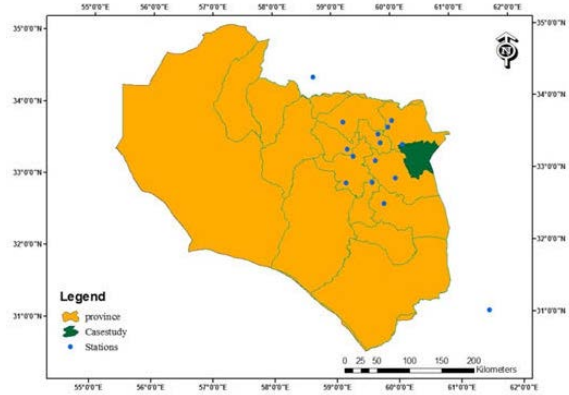 55°0'0"E 56°0'0"E 57°0'0"E 58°0'0"E 59°0'0"E 60°0'0"E 61°0'0"E 62°0'0"E
35°0'0"N 35°0'0"N
N
34°0'0"N 34°0'0"N
33°0'0"N 33°0'0"N
32°0'0"N 32°0'0"N
31°0'0"N 31°0'0"N
Legend
province
Casestudy
Stations
0 25 50 100 150 200
Kilometers
55°0'0"E 56°0'0"E 57°0'0"E 58°0'0"E 59°0'0"E 60°0'0"E 61°0'0"E 62°0'0"E